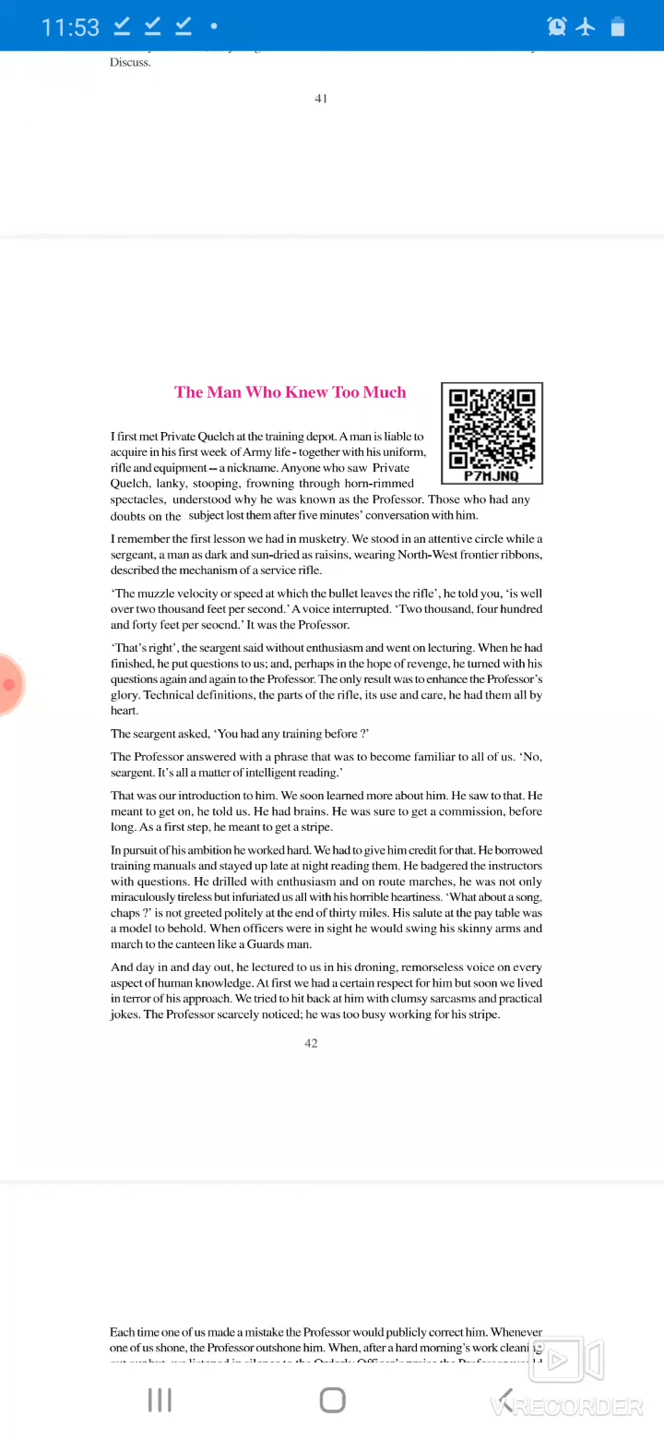 11:53
Discuss.
41
The Man Who Knew Too Much
P7MJNQ
I first met Private Quelch at the training depot. A man is liable to
acquire in his first week of Army life - together with his uniform,
rifle and equipment -- a nickname. Anyone who saw Private
Quelch, lanky, stooping, frowning through horn-rimmed
spectacles, understood why he was known as the Professor. Those who had any
doubts on the subject lost them after five minutes' conversation with him.
I remember the first lesson we had in musketry. We stood in an attentive circle while a
sergeant, a man as dark and sun-dried as raisins, wearing North-West frontier ribbons,
described the mechanism of a service rifle.
‘The muzzle velocity or speed at which the bullet leaves the rifle’, he told you, ‘is well
over two thousand feet per second.’ A voice interrupted. ‘Two thousand, four hundred
and forty feet per seocnd.’ It was the Professor.
‘That’s right’, the seargent said without enthusiasm and went on lecturing. When he had
finished, he put questions to us; and, perhaps in the hope of revenge, he turned with his
questions again and again to the Professor. The only result was to enhance the Professor’s
glory. Technical definitions, the parts of the rifle, its use and care, he had them all by
heart.
The seargent asked, ‘You had any training before ?’
The Professor answered with a phrase that was to become familiar to all of us. ‘No,
seargent. It’s all a matter of intelligent reading.’
That was our introduction to him. We soon learned more about him. He saw to that. He
meant to get on, he told us. He had brains. He was sure to get a commission, before
long. As a first step, he meant to get a stripe.
In pursuit of his ambition he worked hard. We had to give him credit for that. He borrowed
training manuals and stayed up late at night reading them. He badgered the instructors
with questions. He drilled with enthusiasm and on route marches, he was not only
miraculously tireless but infuriated us all with his horrible heartiness. ‘What about a song,
chaps ?’ is not greeted politely at the end of thirty miles. His salute at the pay table was
a model to behold. When officers were in sight he would swing his skinny arms and
march to the canteen like a Guards man.
And day in and day out, he lectured to us in his droning, remorseless voice on every
aspect of human knowledge. At first we had a certain respect for him but soon we lived
in terror of his approach. We tried to hit back at him with clumsy sarcasms and practical
jokes. The Professor scarcely noticed; he was too busy working for his stripe.
42
Each time one of us made a mistake the Professor would publicly correct him. Whenever
one of us shone, the Professor outshone him. When, after a hard morning’s work cleaning
V RECORDER